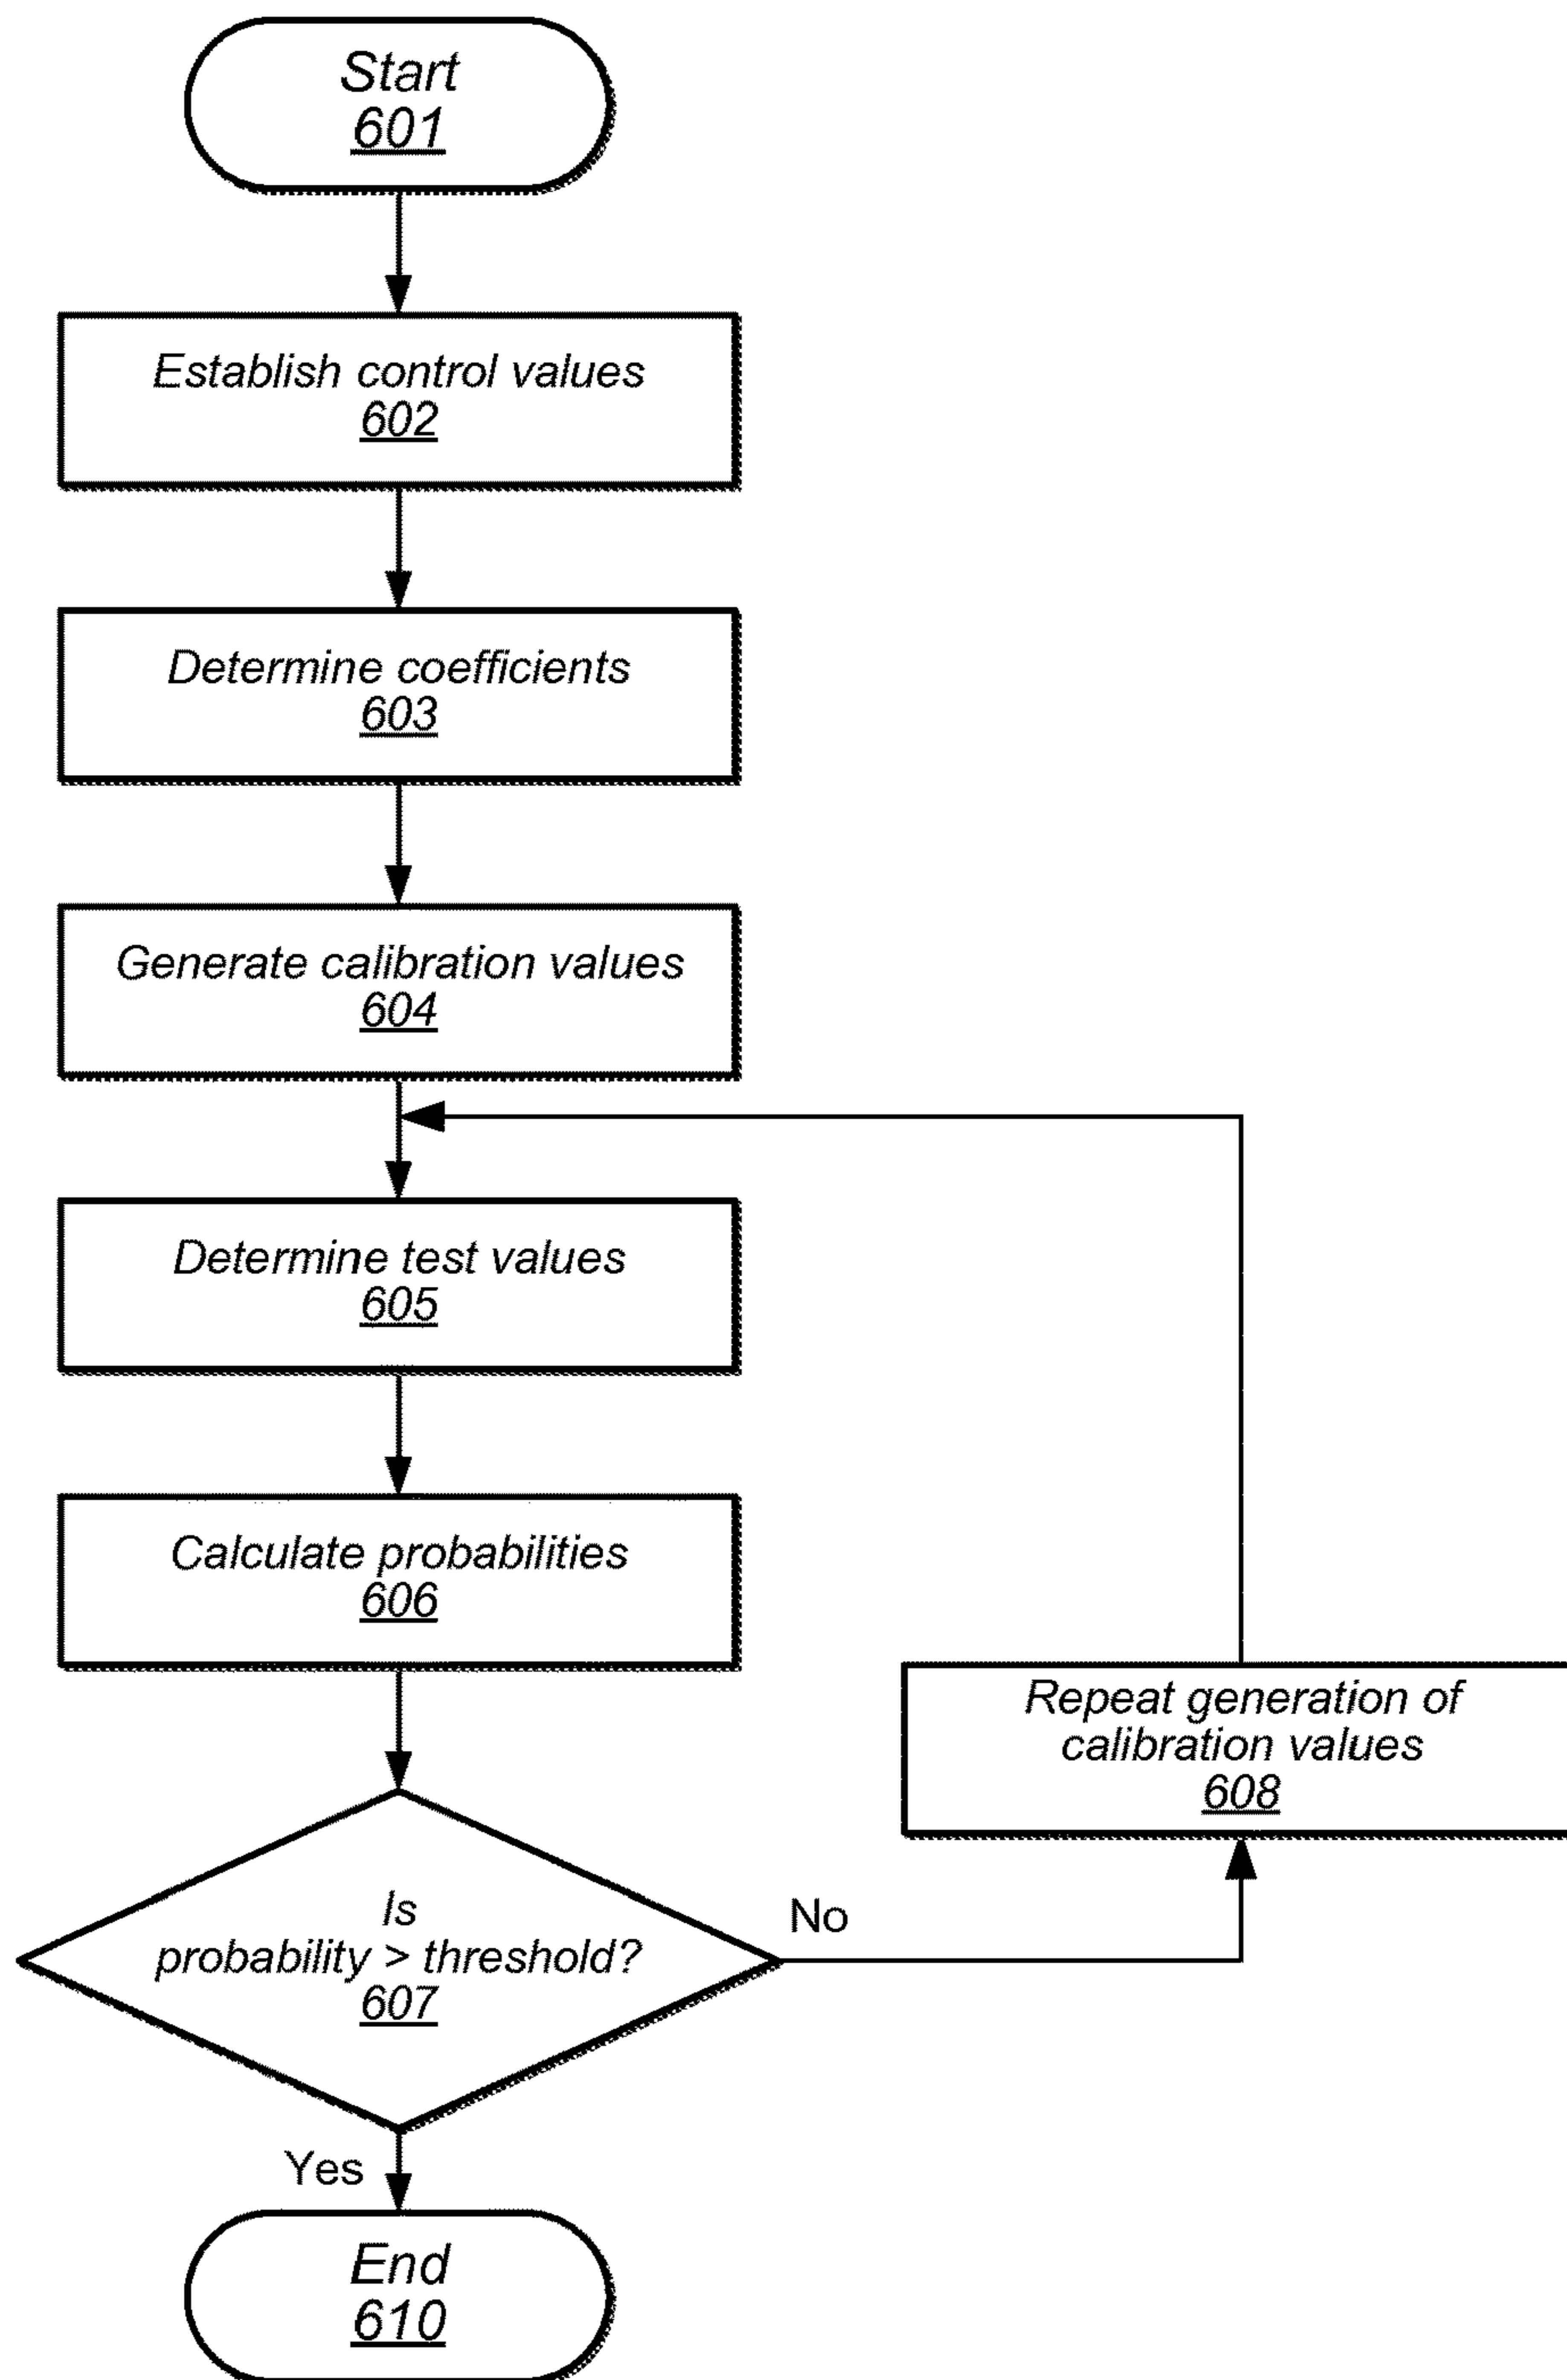 Start
601
Establish control values
602
Determine coefficients
603
Generate calibration values
604
Determine test values
605
Calculate probabilities
606
Repeat generation of
calibration values
608
Is
probability > threshold?
607
No
Yes
End
610